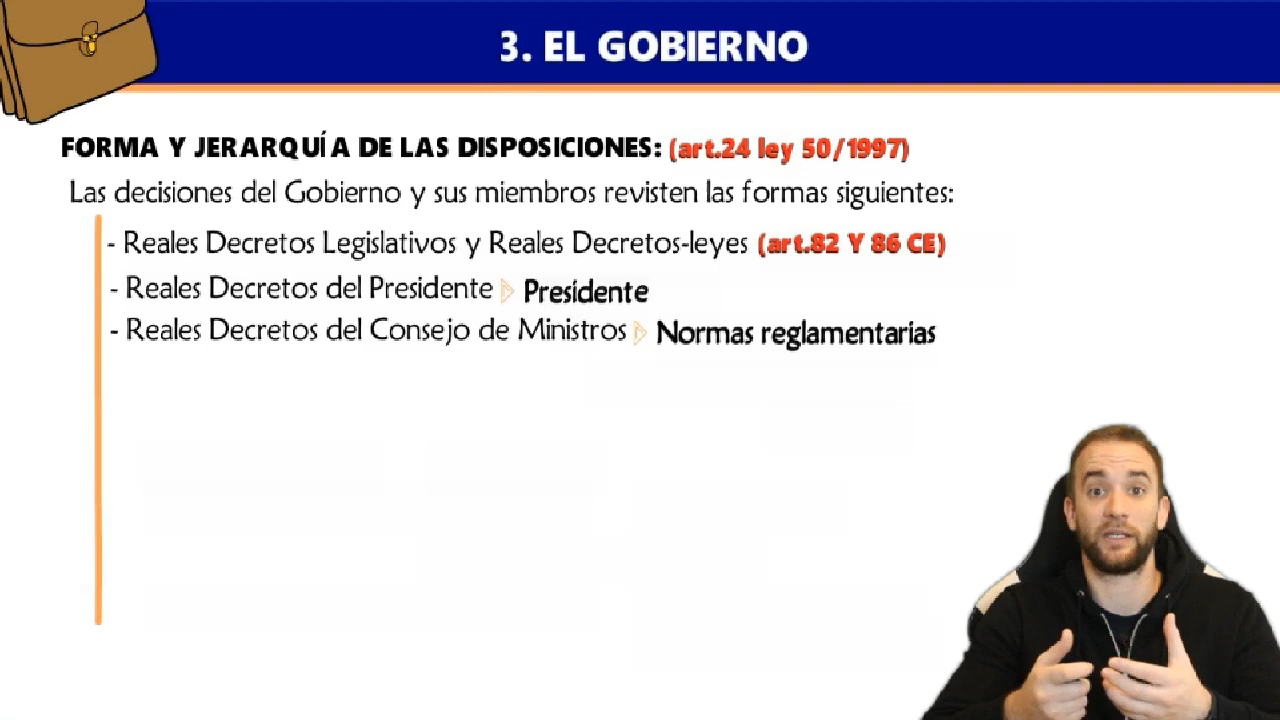 3. EL GOBIERNO
FORMA Y JERARQUÍA DE LAS DISPOSICIONES: (art.24 ley 50/1997)
Las decisiones del Gobierno y sus miembros revisten las formas siguientes:
- Reales Decretos Legislativos y Reales Decretos-leyes (art.82 Y 86 CE)
- Reales Decretos del Presidente Presidente
- Reales Decretos del Consejo de Ministros Normas reglamentarias